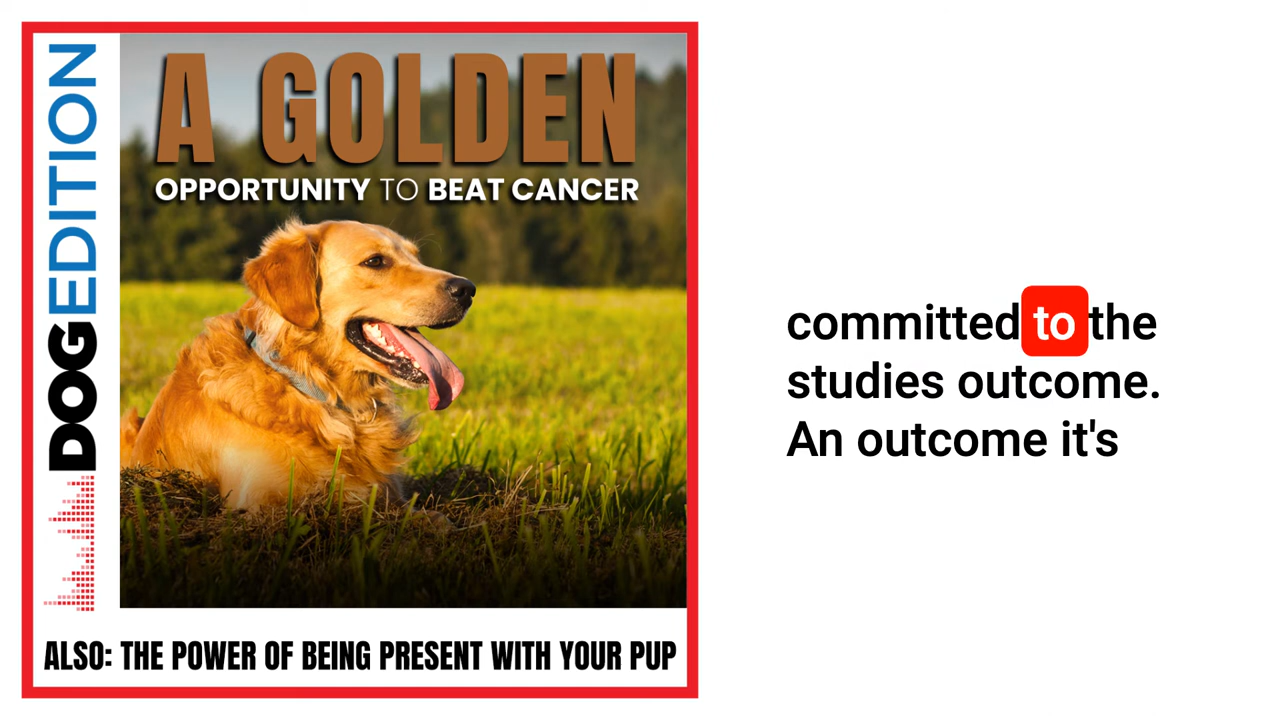 DOGEDITION
A GOLDEN
OPPORTUNITY TO BEAT CANCER
ALSO: THE POWER OF BEING PRESENT WITH YOUR PUP
committed to the
studies outcome.
An outcome it's